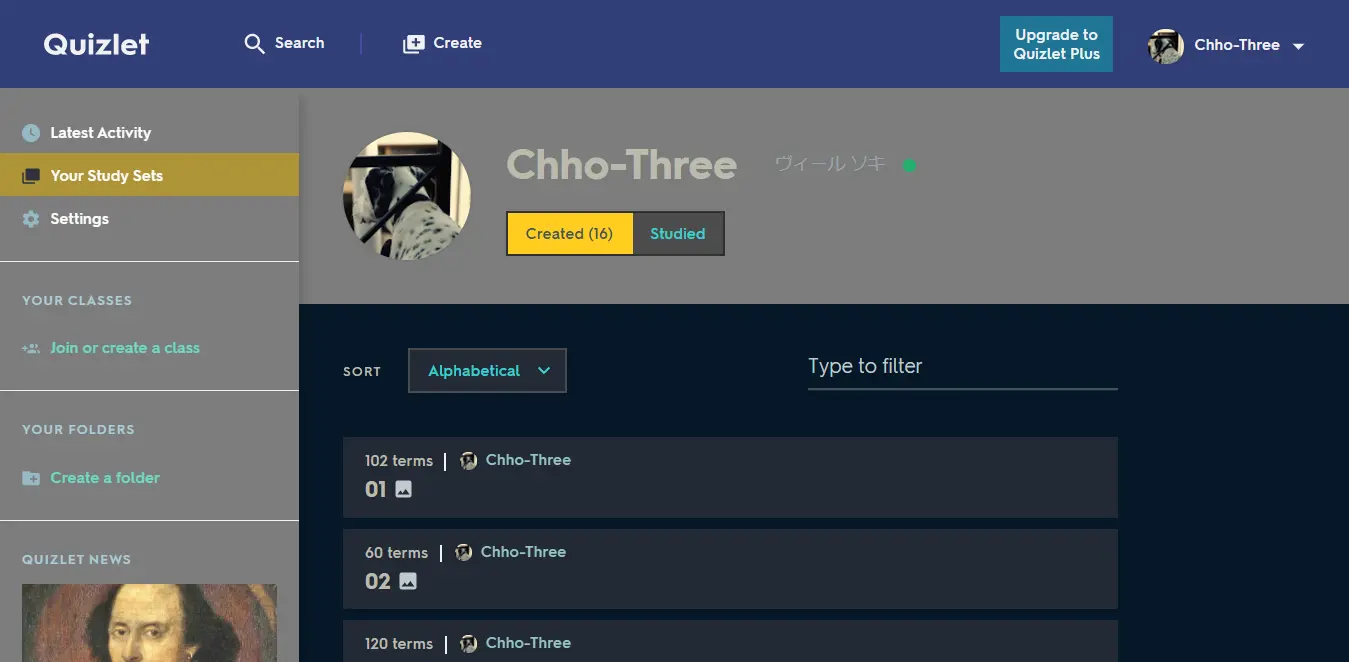 Quizlet
Search
Create
Upgrade to
Quizlet Plus
Chho-Three
Latest Activity
Your Study Sets
Settings
YOUR CLASSES
Join or create a class
YOUR FOLDERS
Create a folder
QUIZLET NEWS
Chho-Three
ヴィール ソキ
Created (16)
Studied
SORT
Alphabetical
Type to filter
102 terms
Chho-Three
01
60 terms
Chho-Three
02
120 terms
Chho-Three